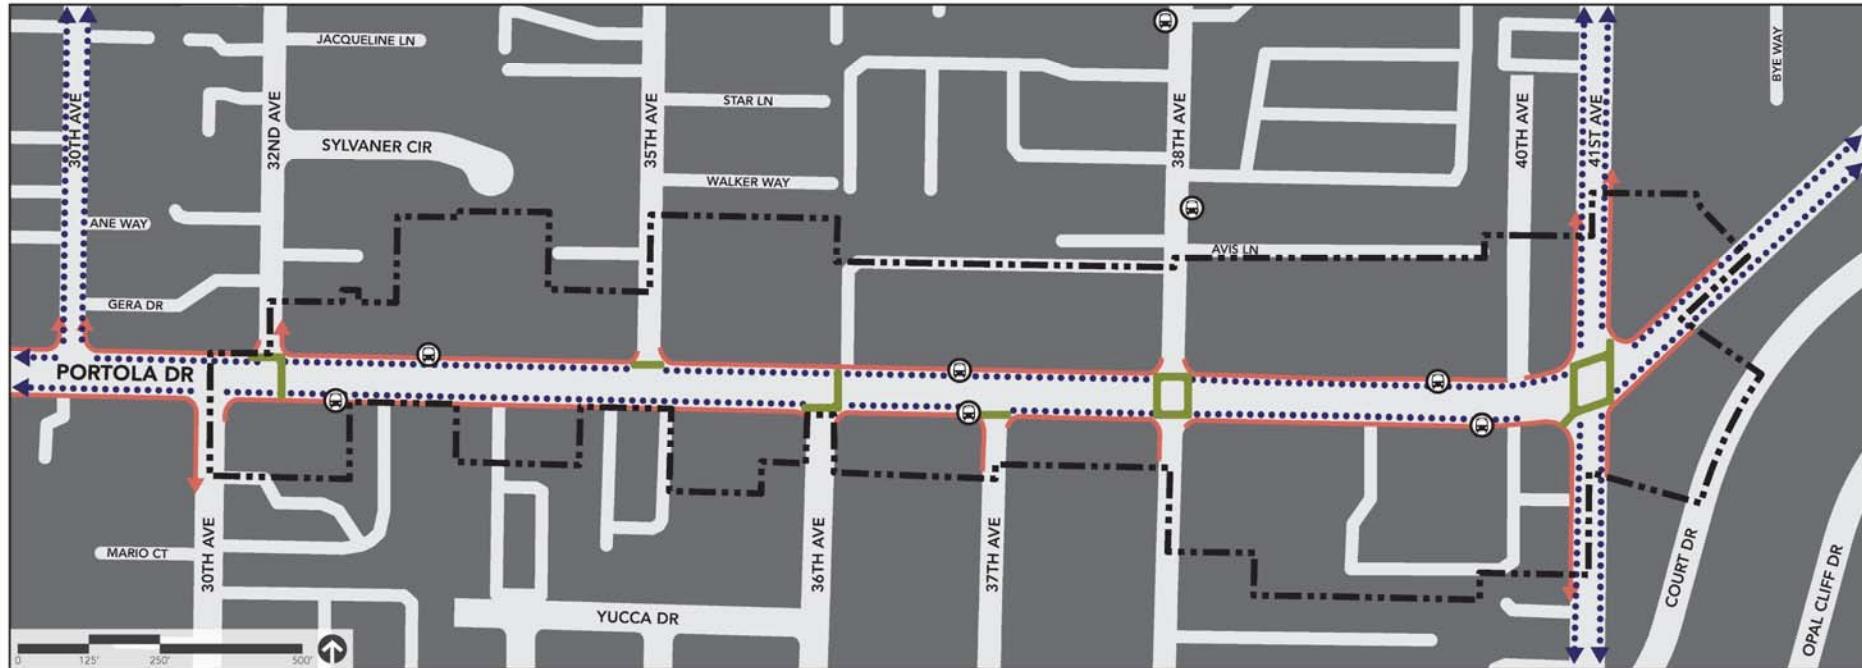 JACQUELINE LN
BYE WAY
STAR LN
30TH AVE
32ND AVE
35TH AVE
38TH AVE
40TH AVE
41ST AVE
SYLVANER CIR
WALKER WAY
ANE WAY
AVIS LN
GERA DR
PORTOLA DR
MARIO CT
30TH AVE
36TH AVE
37TH AVE
COURT DR
OPAL CLIFF DR
YUCCA DR
0 125' 250' 500'